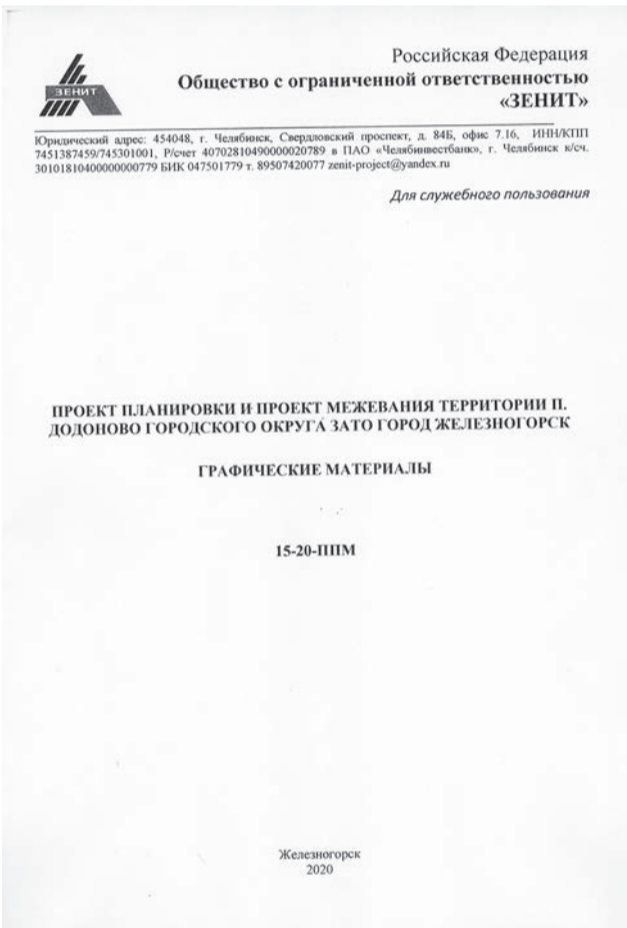 ЗЕНИТ
Российская Федерация
Общество с ограниченной ответственностью
«ЗЕНИТ»
Юридический адрес: 454048, г. Челябинск, Свердловский проспект, д. 84Б, офис 7.16, ИНН/КПП
7451387459/745301001, Р/счет 40702810490000020789 в ПАО «Челябинвестбанк», г. Челябинск к/сч.
30101810400000000779 БИК 047501779 т. 89507420077 zenit-project@yandex.ru
Для служебного пользования
ПРОЕКТ ПЛАНИРОВКИ И ПРОЕКТ МЕЖЕВАНИЯ ТЕРРИТОРИИ П.
ДОДОНОВО ГОРОДСКОГО ОКРУГА ЗАТО ГОРОД ЖЕЛЕЗНОГОРСК
ГРАФИЧЕСКИЕ МАТЕРИАЛЫ
15-20-ППМ
Железногорск
2020